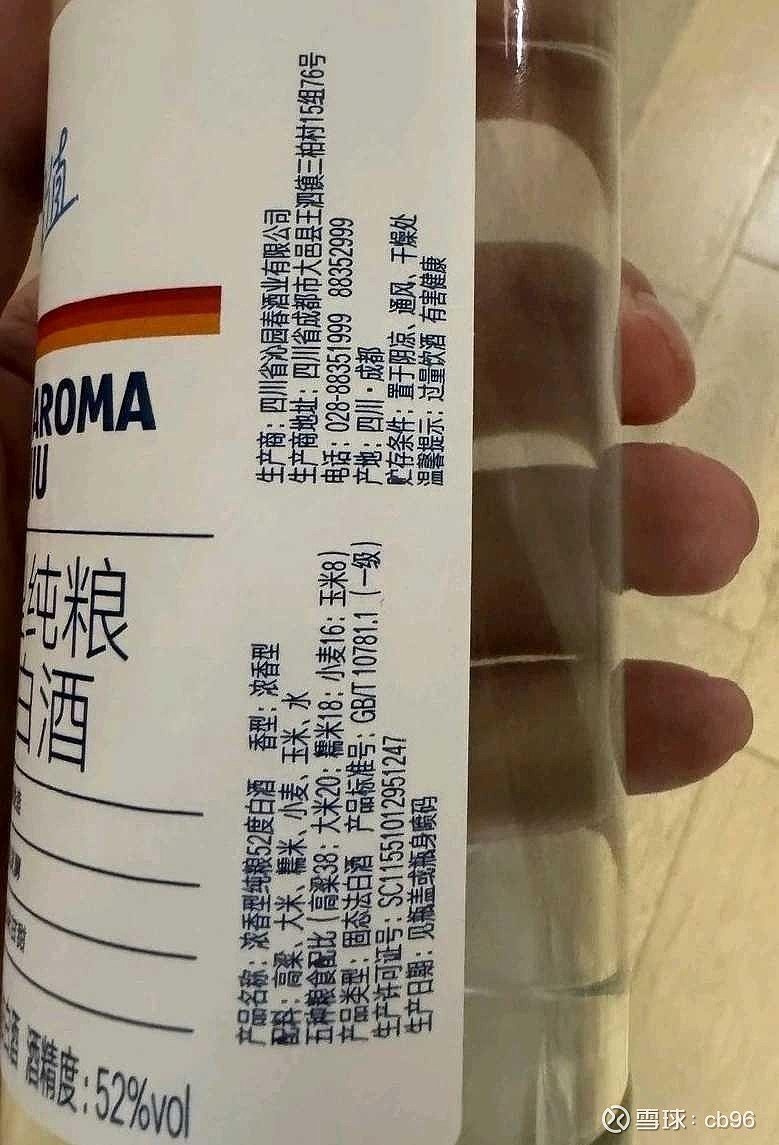 值
AROMA
IU
纯粮
白酒
白酒 酒精度:52%vol
产品名称:浓香型纯粮52度白酒 香型:浓香型
配料:高粱、大米、糯米、小麦、玉米、水
五种粮食配比(高粱38;大米20;糯米18;小麦16;玉米8)
产品类型:固态法白酒 产品标准号:GB/T 10781.1(一级)
生产许可证号:SC11551012951247
生产日期:见瓶盖或瓶身喷码
生产商:四川省沁园春酒业有限公司
生产商地址:四川省成都市大邑县王泗镇三柏村15组76号
电话:028-88351999 88352999
产地:四川·成都
贮存条件:置于阴凉、通风、干燥处
温馨提示:过量饮酒 有害健康
雪球:cb96